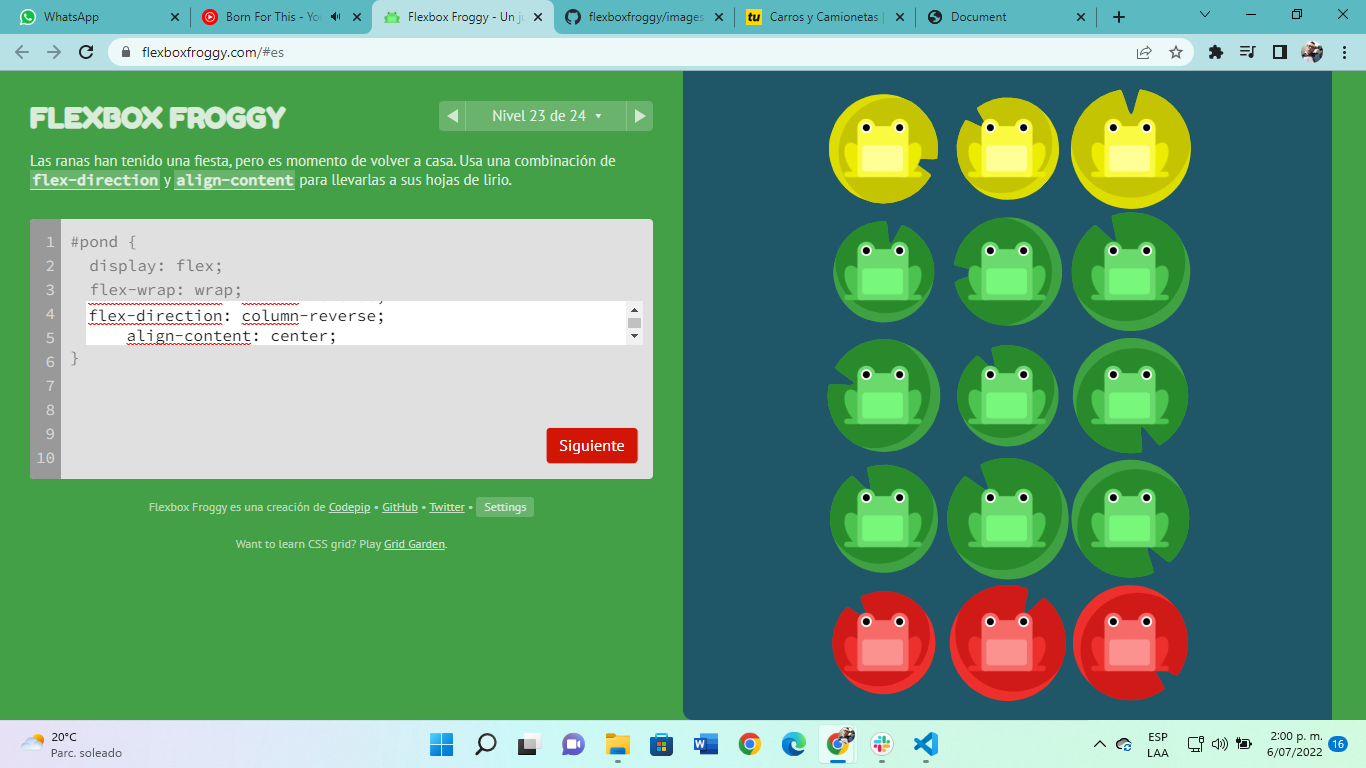 WhatsApp
Born For This - Yo
Flexbox Froggy - Un ju
flexboxfroggy/images
tu Carros y Camionetas |
Document
flexboxfroggy.com/#es
FLEXBOX FROGGY
Nivel 23 de 24
Las ranas han tenido una fiesta, pero es momento de volver a casa. Usa una combinación de
flex-direction y align-content para llevarlas a sus hojas de lirio.
1 #pond {
2 display: flex;
3 flex-wrap: wrap;
4 flex-direction: column-reverse;
5 align-content: center;
6 }
7
8
9
10
Siguiente
Flexbox Froggy es una creación de Codepip • GitHub • Twitter • Settings
Want to learn CSS grid? Play Grid Garden.
20°C
Parc. soleado
ESP
LAA
2:00 p. m.
6/07/2022
16